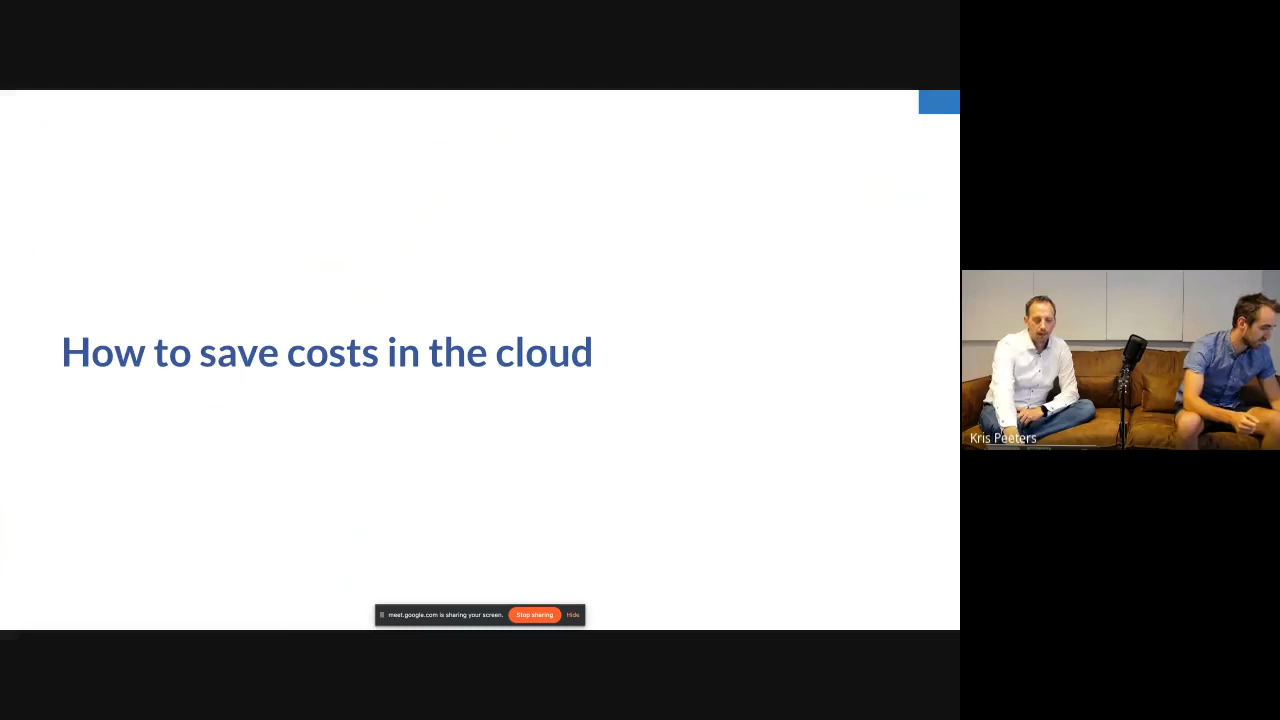 How to save costs in the cloud
Kris Peeters
meet.google.com is sharing your screen. Stop sharing Hide